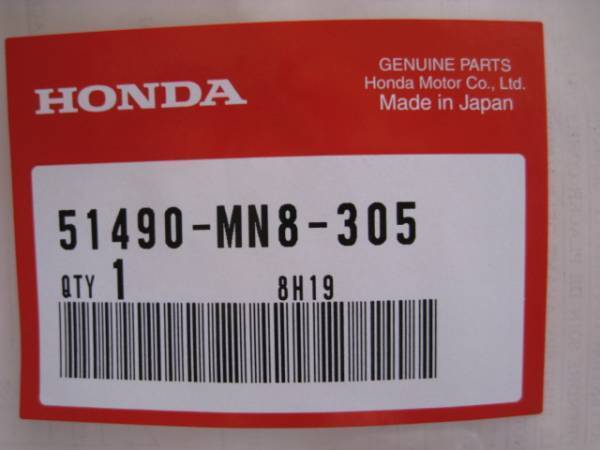 HONDA
GENUINE PARTS
Honda Motor Co., Ltd.
Made in Japan
51490-MN8-305
QTY 1 8H19